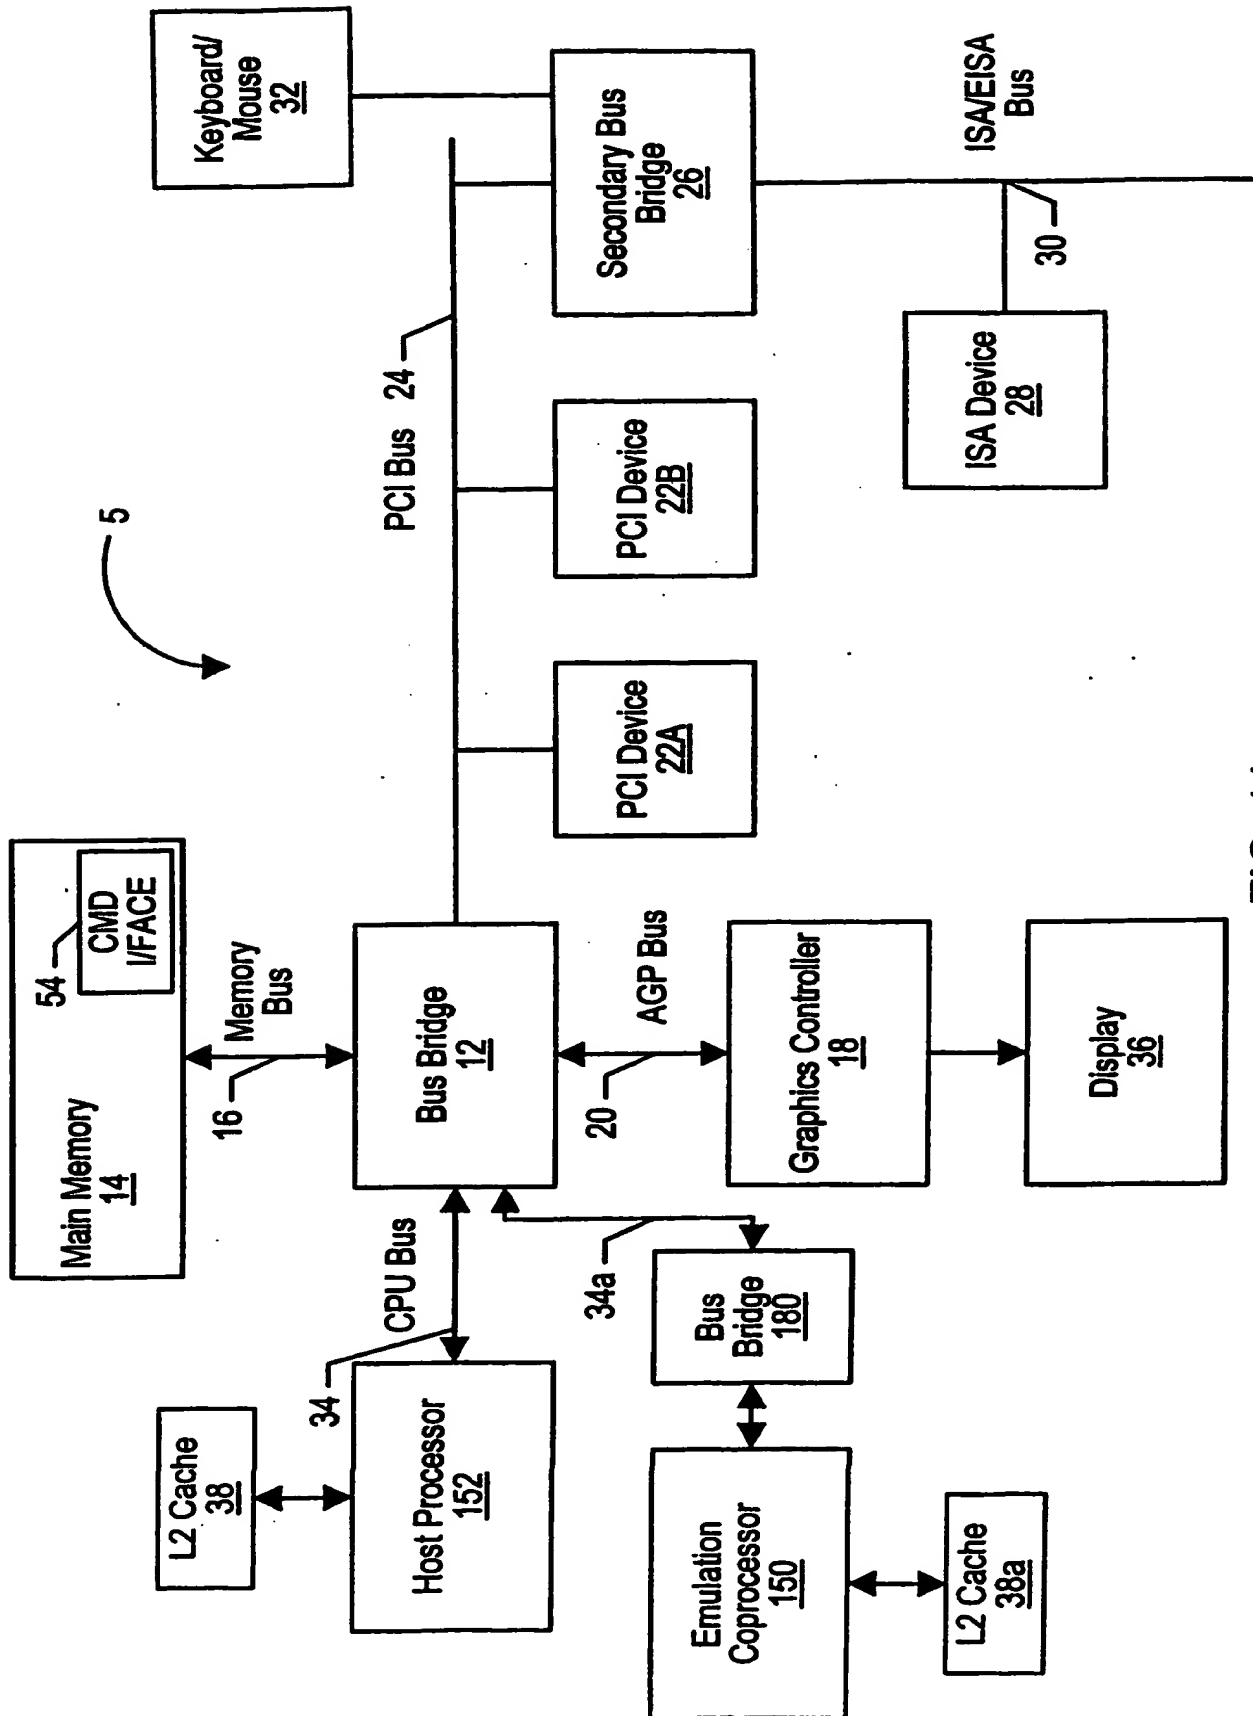 5
Main Memory
14
54
CMD
I/FACE
Keyboard/
Mouse
32
16
Memory
Bus
L2 Cache
38
34
CPU Bus
PCI Bus
24
Host Processor
152
Bus Bridge
12
34a
20
AGP Bus
PCI Device
22A
PCI Device
22B
Secondary Bus
Bridge
26
Emulation
Coprocessor
150
Bus
Bridge
180
Graphics Controller
18
L2 Cache
38a
ISA Device
28
30
ISA/EISA
Bus
Display
36